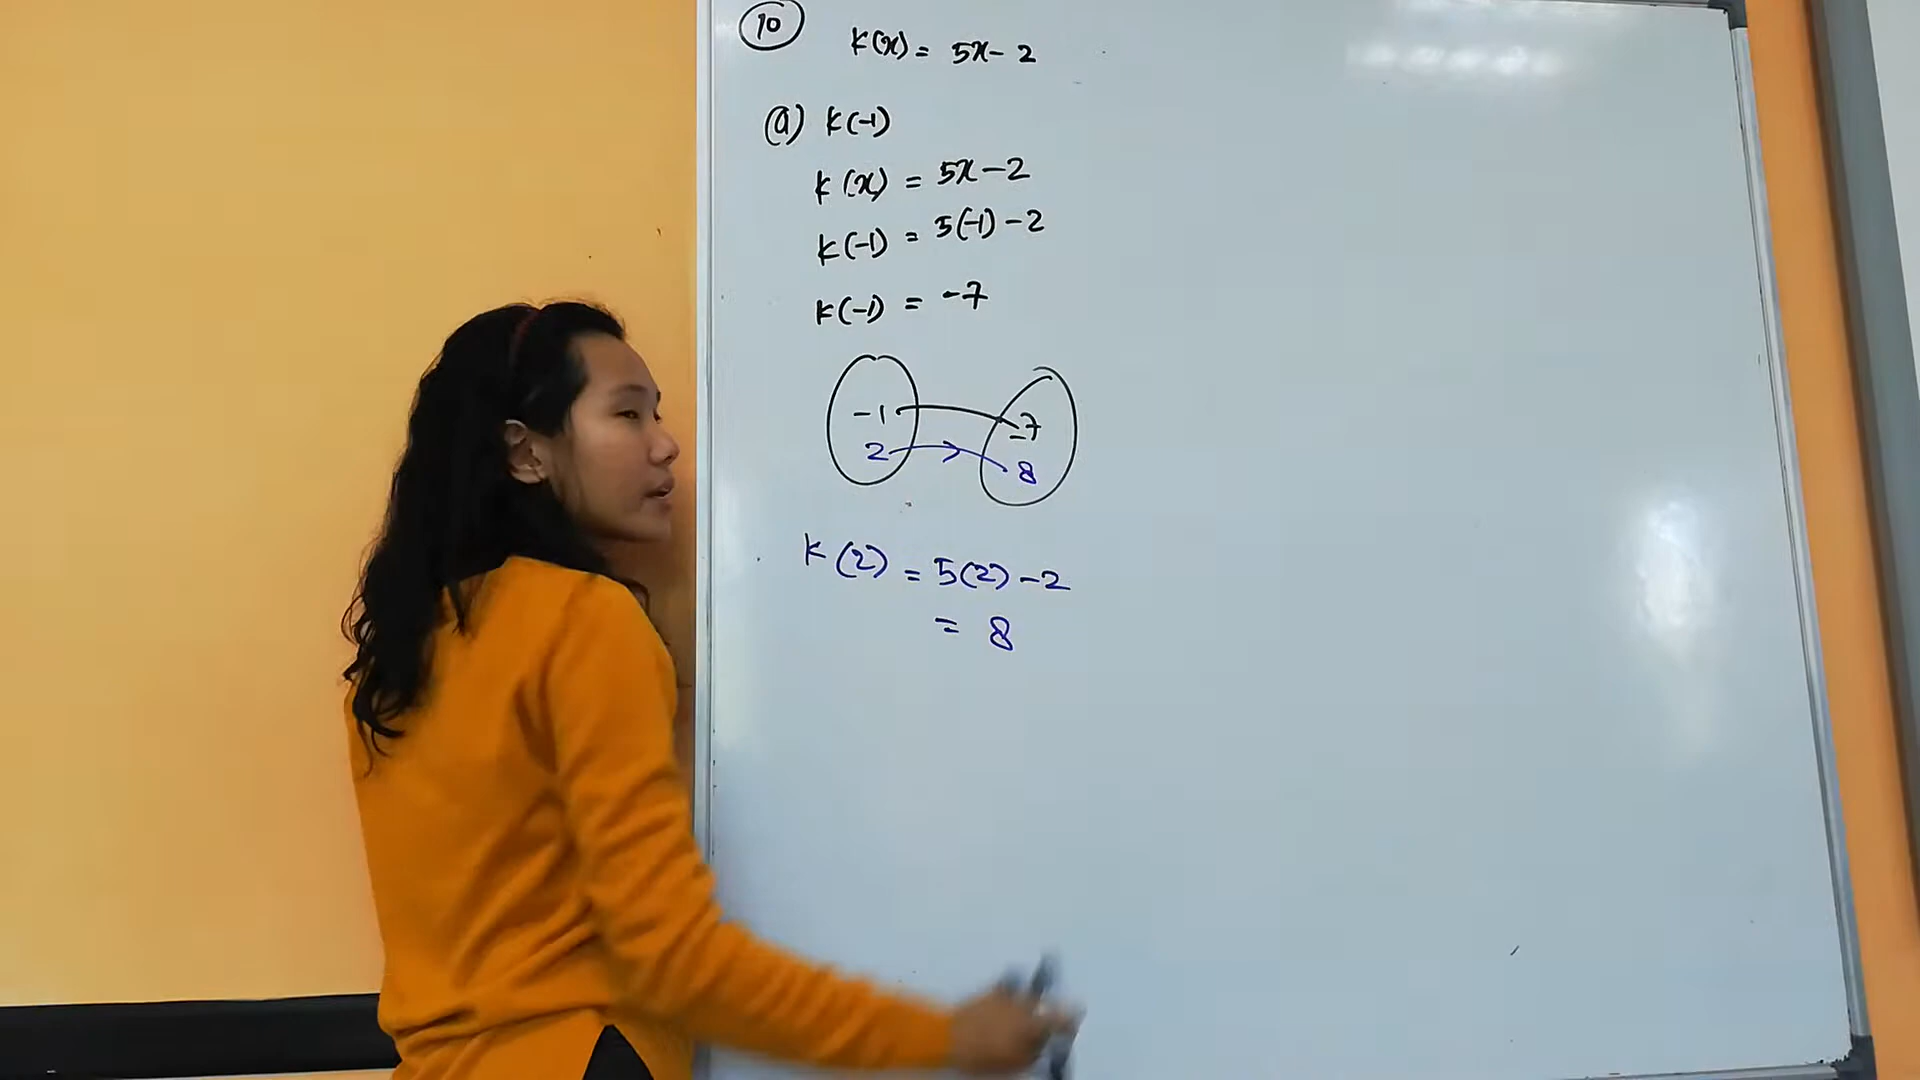 10 K(x) = 5x - 2
(a) K(-1)
K(x) = 5x - 2
K(-1) = 5(-1) - 2
K(-1) = -7
-1 -7
2 8
K(2) = 5(2) - 2
= 8